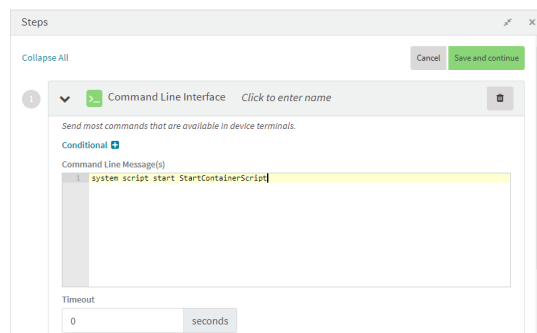 Steps
Collapse All
Cancel
Save and continue
1
>_
Command Line Interface Click to enter name
Send most commands that are available in device terminals.
Conditional
Command Line Message(s)
1 system script start StartContainerScript
Timeout
0 seconds